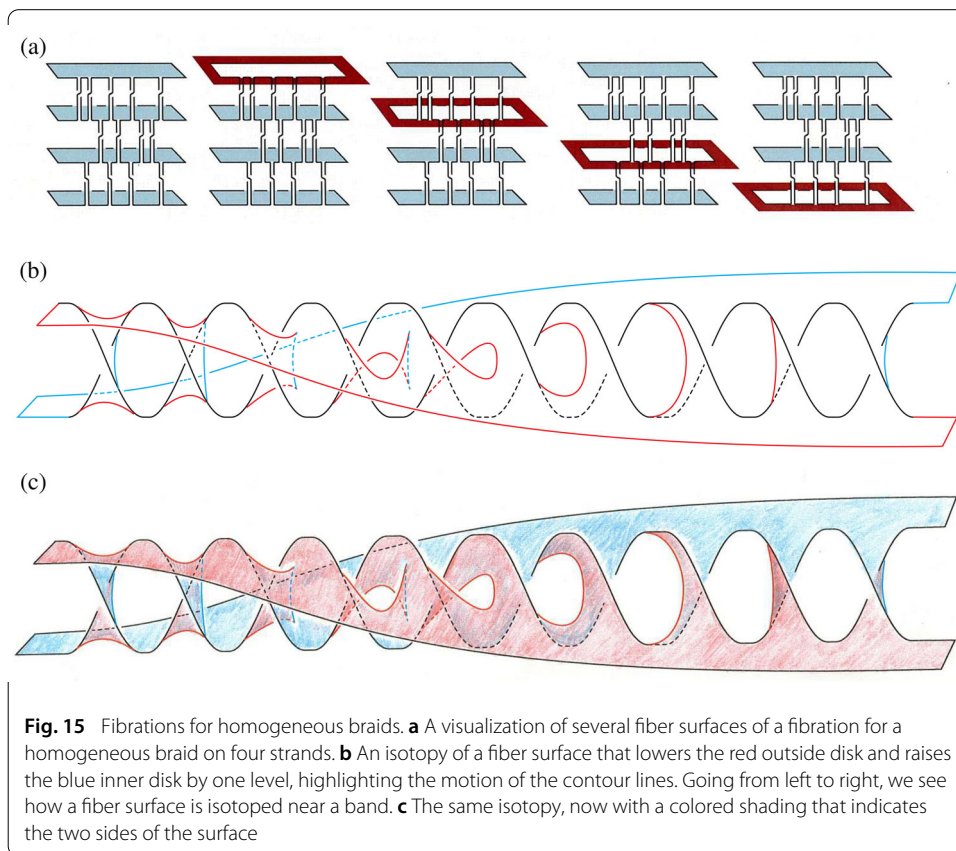 (a)
(b)
(c)
Fig. 15 Fibrations for homogeneous braids. a A visualization of several fiber surfaces of a fibration for a
homogeneous braid on four strands. b An isotopy of a fiber surface that lowers the red outside disk and raises
the blue inner disk by one level, highlighting the motion of the contour lines. Going from left to right, we see
how a fiber surface is isotoped near a band. c The same isotopy, now with a colored shading that indicates
the two sides of the surface